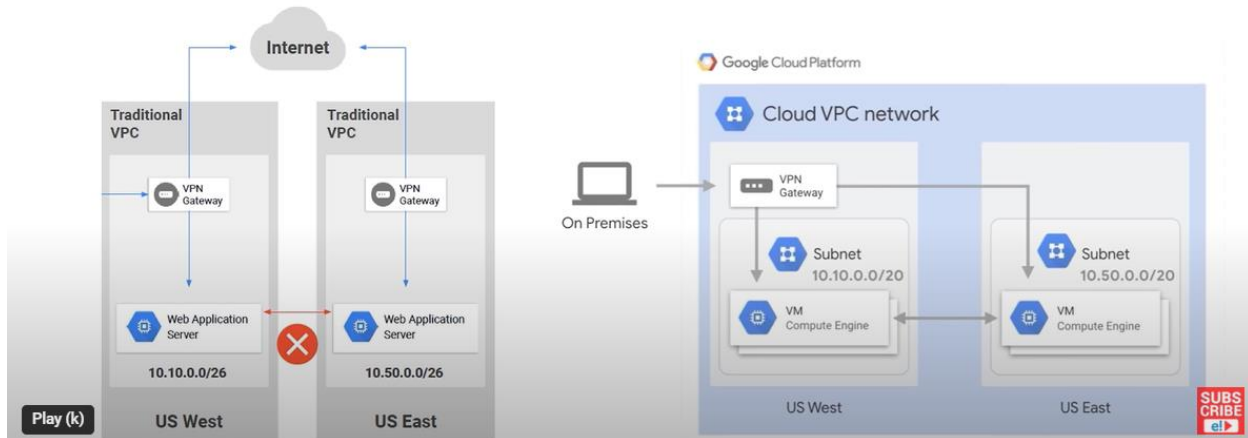 Internet
Traditional
VPC
VPN
Gateway
Web Application
Server
10.10.0.0/26
US West
Traditional
VPC
VPN
Gateway
Web Application
Server
10.50.0.0/26
US East
Play (k)
On Premises
Google Cloud Platform
Cloud VPC network
VPN
Gateway
Subnet
10.10.0.0/20
VM
Compute Engine
US West
Subnet
10.50.0.0/20
VM
Compute Engine
US East
SUBS
CRIBE
e!